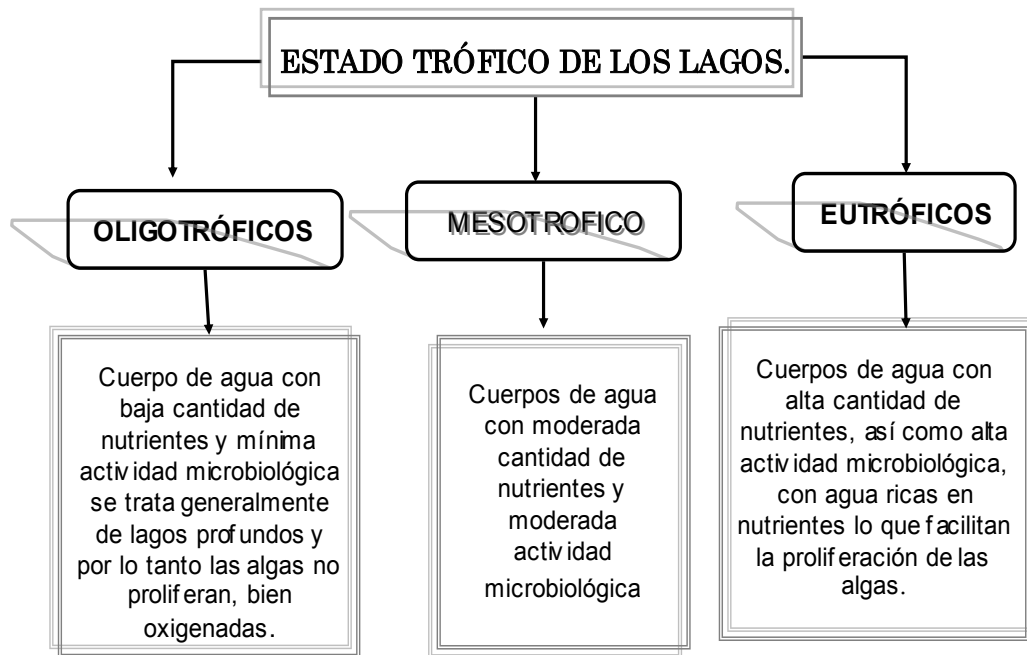 ESTADO TRÓFICO DE LOS LAGOS.
OLIGOTRÓFICOS
Cuerpo de agua con
baja cantidad de
nutrientes y mínima
actividad microbiológica
se trata generalmente
de lagos profundos y
por lo tanto las algas no
proliferan, bien
oxigenadas.
MESOTROFICO
Cuerpos de agua
con moderada
cantidad de
nutrientes y
moderada
actividad
microbiológica
EUTRÓFICOS
Cuerpos de agua con
alta cantidad de
nutrientes, así como alta
actividad microbiológica,
con agua ricas en
nutrientes lo que facilitan
la proliferación de las
algas.